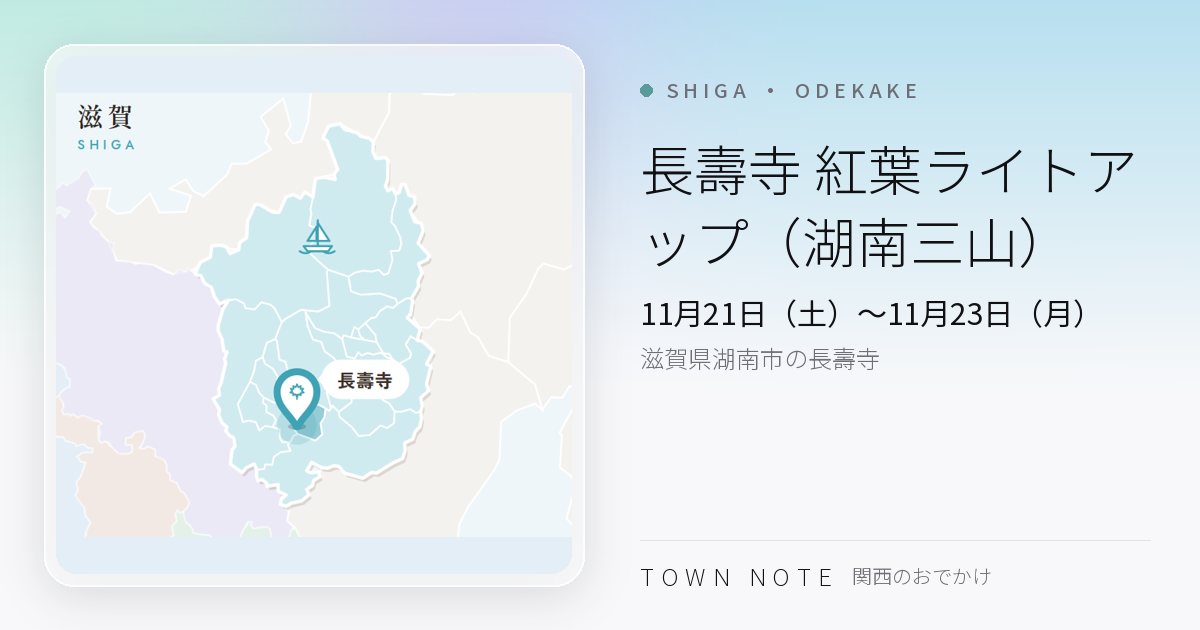 滋賀
SHIGA
長壽寺
SHIGA • ODEKAKE
長壽寺 紅葉ライトア
ップ（湖南三山）
11月21日（土）〜11月23日（月）
滋賀県湖南市の長壽寺
TOWN NOTE 関西のおでかけ